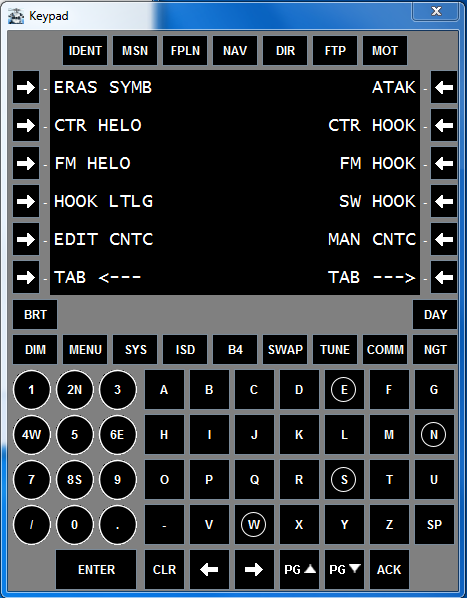 Keypad
IDENT MSN FPLN NAV DIR FTP MOT
ERAS SYMB ATAK
CTR HELO CTR HOOK
FM HELO FM HOOK
HOOK LTLG SW HOOK
EDIT CNTC MAN CNTC
TAB <--- TAB --->
BRT DAY
DIM MENU SYS ISD B4 SWAP TUNE COMM NGT
1 2N 3 A B C D E F G
4W 5 6E H I J K L M N
7 8S 9 O P Q R S T U
/ 0 . - V W X Y Z SP
ENTER CLR PG PG ACK